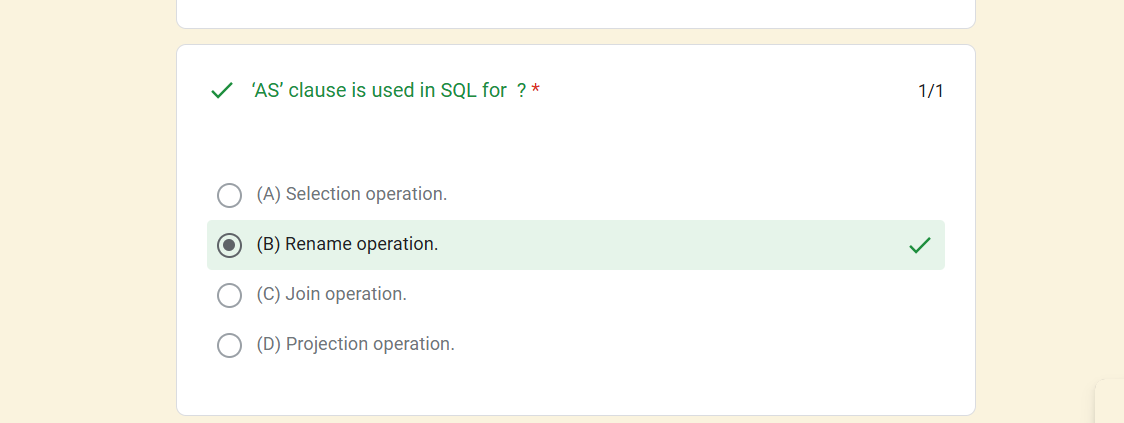 ‘AS’ clause is used in SQL for  ? *
1/1
(A) Selection operation.
(B) Rename operation.
(C) Join operation.
(D) Projection operation.